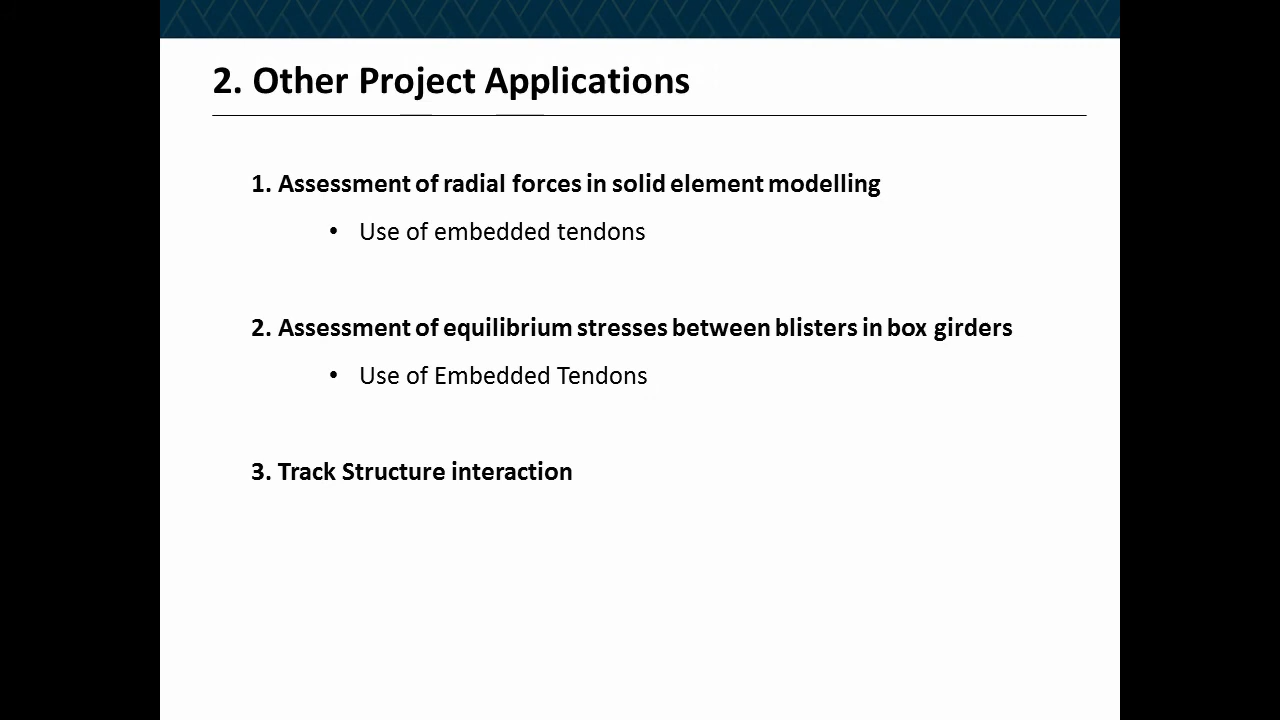 2. Other Project Applications
1. Assessment of radial forces in solid element modelling
• Use of embedded tendons
2. Assessment of equilibrium stresses between blisters in box girders
• Use of Embedded Tendons
3. Track Structure interaction